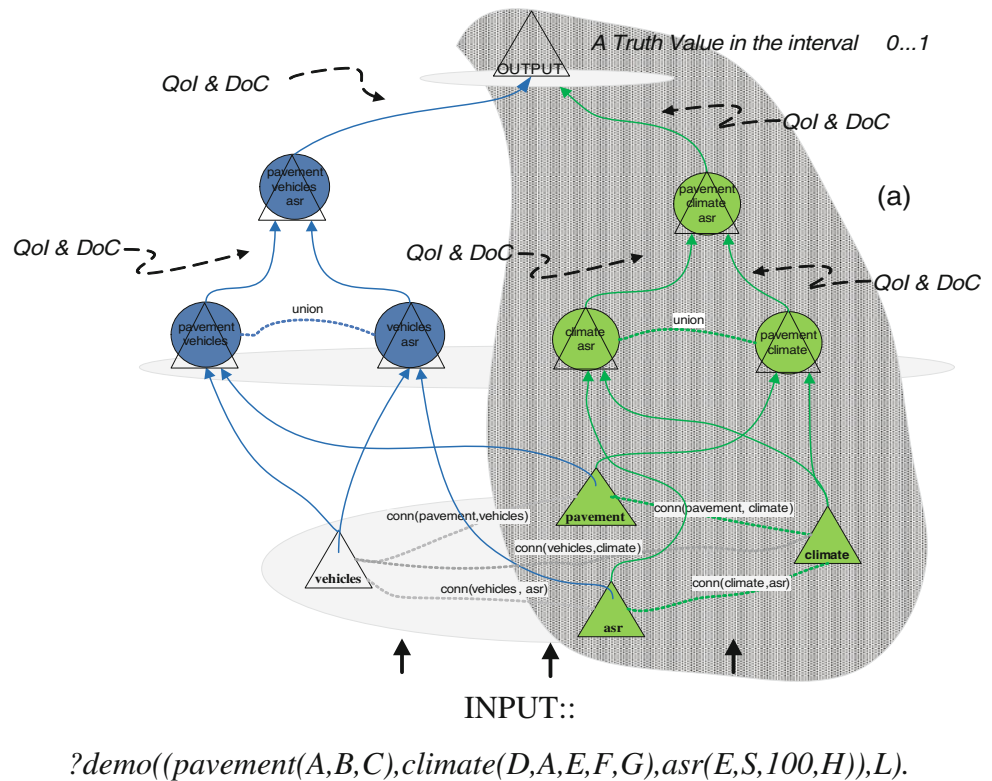 A Truth Value in the interval 0...1
OUTPUT
QoI & DoC
QoI & DoC
pavement
vehicles
asr
pavement
climate
asr
(a)
QoI & DoC
QoI & DoC
QoI & DoC
union
union
pavement
vehicles
vehicles
asr
climate
asr
pavement
climate
pavement
conn(pavement,vehicles)
conn(pavement, climate)
conn(vehicles,climate)
climate
vehicles
conn(vehicles , asr)
conn(climate,asr)
asr
INPUT::
?demo((pavement(A,B,C),climate(D,A,E,F,G),asr(E,S,100,H)),L).